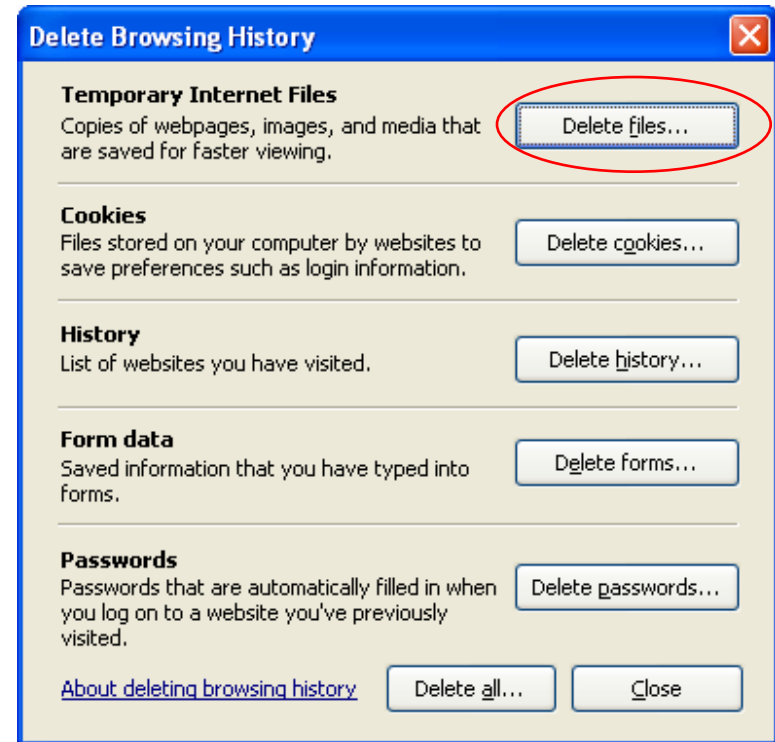 Delete Browsing History
Temporary Internet Files
Copies of webpages, images, and media that
are saved for faster viewing.
Delete files...
Cookies
Files stored on your computer by websites to
save preferences such as login information.
Delete cookies...
History
List of websites you have visited.
Delete history...
Form data
Saved information that you have typed into
forms.
Delete forms...
Passwords
Passwords that are automatically filled in when
you log on to a website you've previously
visited.
Delete passwords...
About deleting browsing history
Delete all...
Close